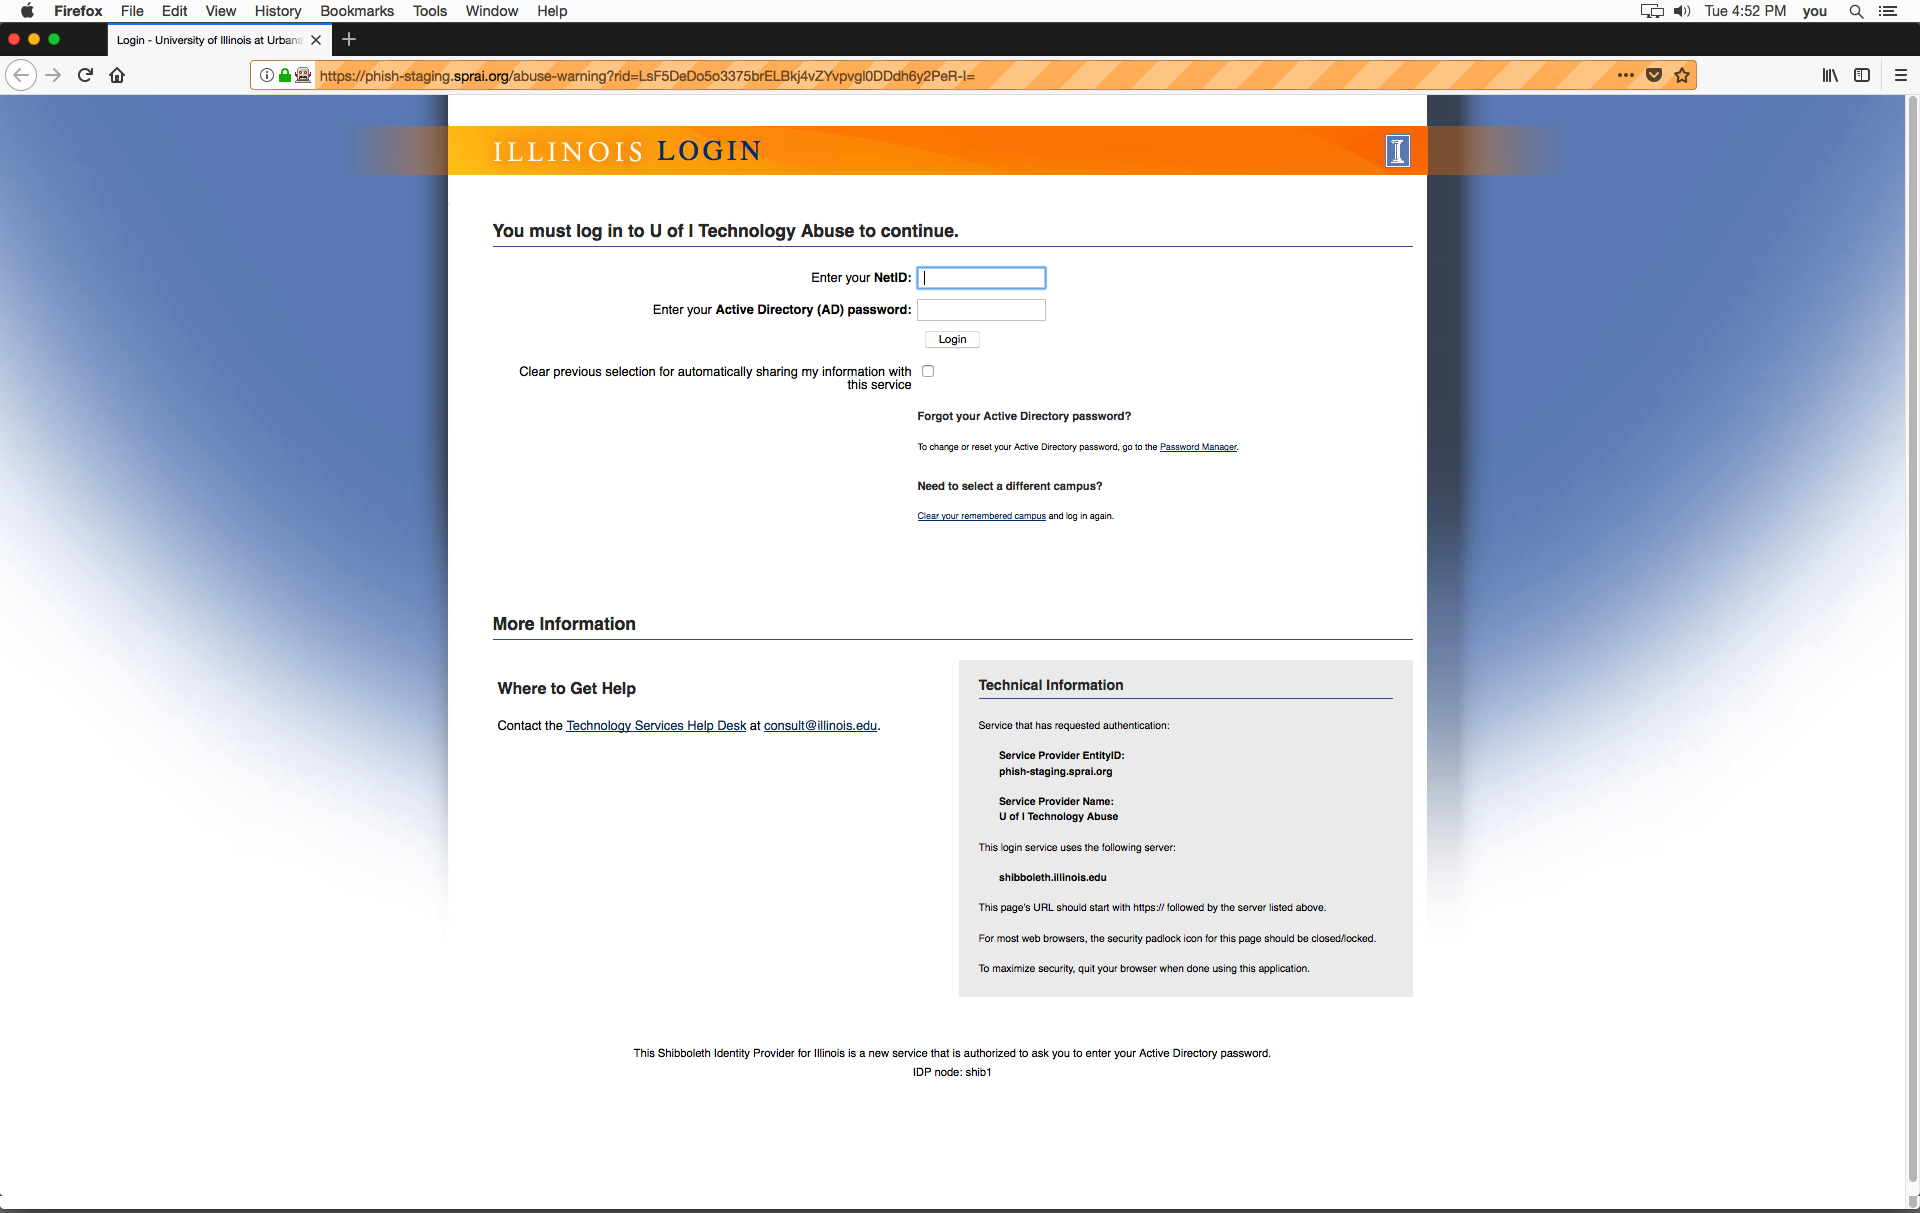 Firefox File Edit View History Bookmarks Tools Window Help Tue 4:52 PM you
Login - University of Illinois at Urbana
https://phish-staging.sprai.org/abuse-warning?rid=LsF5DeDo5o3375brELBkj4vZYvpvgl0DDdh6y2PeR-I=
ILLINOIS LOGIN
You must log in to U of I Technology Abuse to continue.
Enter your NetID:
Enter your Active Directory (AD) password:
Login
Clear previous selection for automatically sharing my information with
this service
Forgot your Active Directory password?
To change or reset your Active Directory password, go to the Password Manager.
Need to select a different campus?
Clear your remembered campus and log in again.
More Information
Where to Get Help
Contact the Technology Services Help Desk at consult@illinois.edu.
Technical Information
Service that has requested authentication:
Service Provider EntityID:
phish-staging.sprai.org
Service Provider Name:
U of I Technology Abuse
This login service uses the following server:
shibboleth.illinois.edu
This page's URL should start with https:// followed by the server listed above.
For most web browsers, the security padlock icon for this page should be closed/locked.
To maximize security, quit your browser when done using this application.
This Shibboleth Identity Provider for Illinois is a new service that is authorized to ask you to enter your Active Directory password.
IDP node: shib1